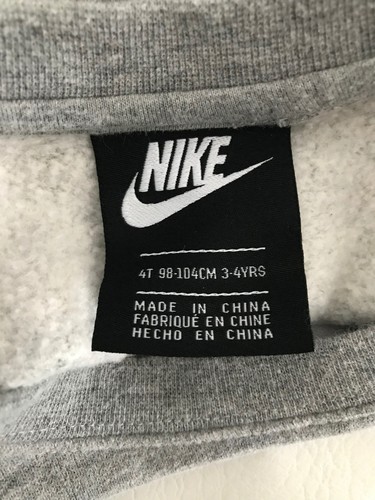 NIKE
4T 98-104CM 3-4YRS
MADE IN CHINA
FABRIQUÉ EN CHINE
HECHO EN CHINA